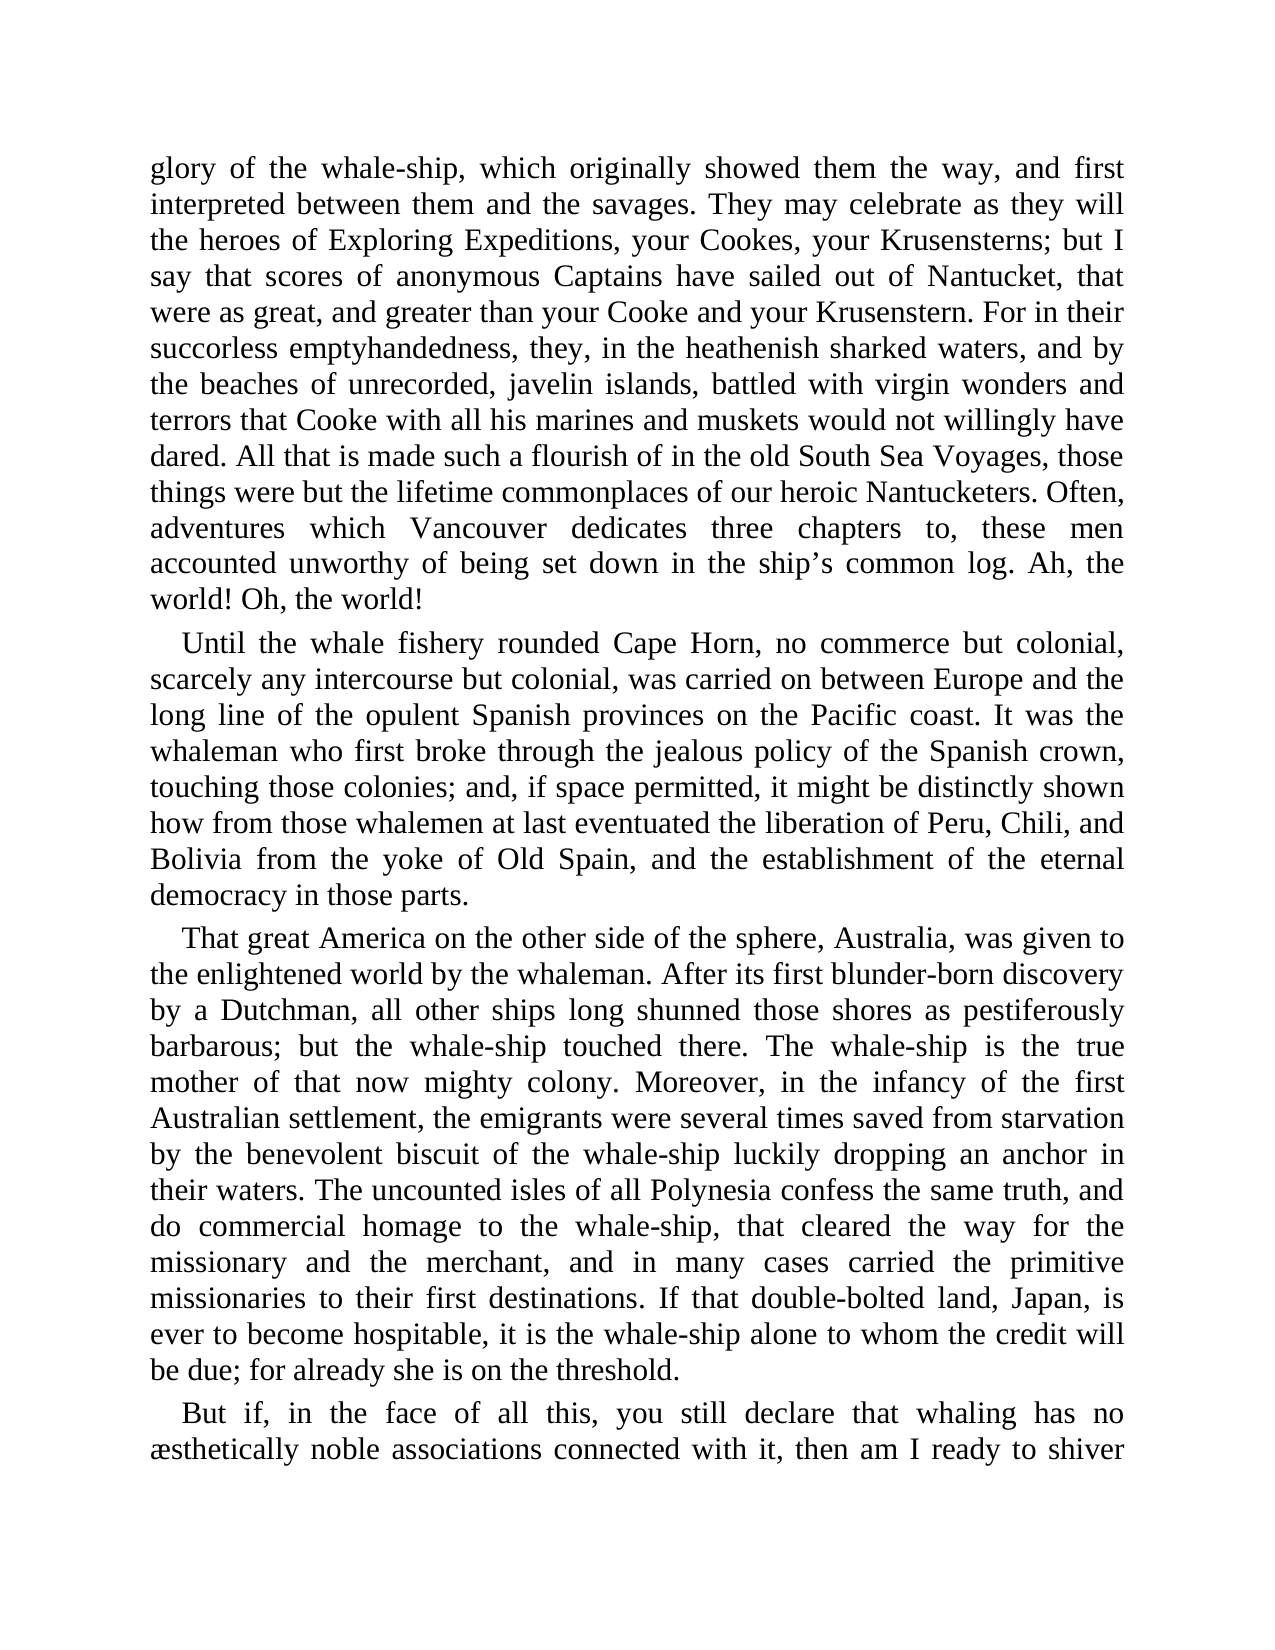 glory of the whale-ship, which originally showed them the way, and first
interpreted between them and the savages. They may celebrate as they will
the heroes of Exploring Expeditions, your Cookes, your Krusensterns; but I
say that scores of anonymous Captains have sailed out of Nantucket, that
were as great, and greater than your Cooke and your Krusenstern. For in their
succorless emptyhandedness, they, in the heathenish sharked waters, and by
the beaches of unrecorded, javelin islands, battled with virgin wonders and
terrors that Cooke with all his marines and muskets would not willingly have
dared. All that is made such a flourish of in the old South Sea Voyages, those
things were but the lifetime commonplaces of our heroic Nantucketers. Often,
adventures which Vancouver dedicates three chapters to, these men
accounted unworthy of being set down in the ship’s common log. Ah, the
world! Oh, the world!
Until the whale fishery rounded Cape Horn, no commerce but colonial,
scarcely any intercourse but colonial, was carried on between Europe and the
long line of the opulent Spanish provinces on the Pacific coast. It was the
whaleman who first broke through the jealous policy of the Spanish crown,
touching those colonies; and, if space permitted, it might be distinctly shown
how from those whalemen at last eventuated the liberation of Peru, Chili, and
Bolivia from the yoke of Old Spain, and the establishment of the eternal
democracy in those parts.
That great America on the other side of the sphere, Australia, was given to
the enlightened world by the whaleman. After its first blunder-born discovery
by a Dutchman, all other ships long shunned those shores as pestiferously
barbarous; but the whale-ship touched there. The whale-ship is the true
mother of that now mighty colony. Moreover, in the infancy of the first
Australian settlement, the emigrants were several times saved from starvation
by the benevolent biscuit of the whale-ship luckily dropping an anchor in
their waters. The uncounted isles of all Polynesia confess the same truth, and
do commercial homage to the whale-ship, that cleared the way for the
missionary and the merchant, and in many cases carried the primitive
missionaries to their first destinations. If that double-bolted land, Japan, is
ever to become hospitable, it is the whale-ship alone to whom the credit will
be due; for already she is on the threshold.
But if, in the face of all this, you still declare that whaling has no
æsthetically noble associations connected with it, then am I ready to shiver